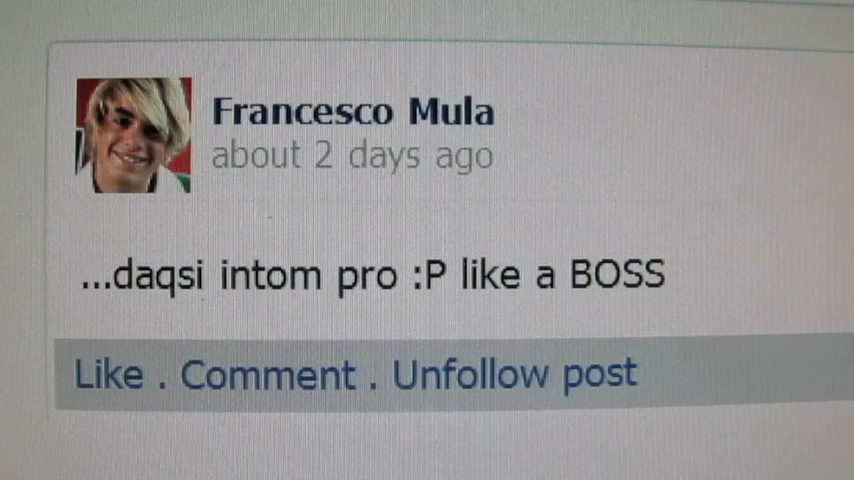 Francesco Mula
about 2 days ago
...daqsi intom pro :P like a BOSS
Like . Comment . Unfollow post